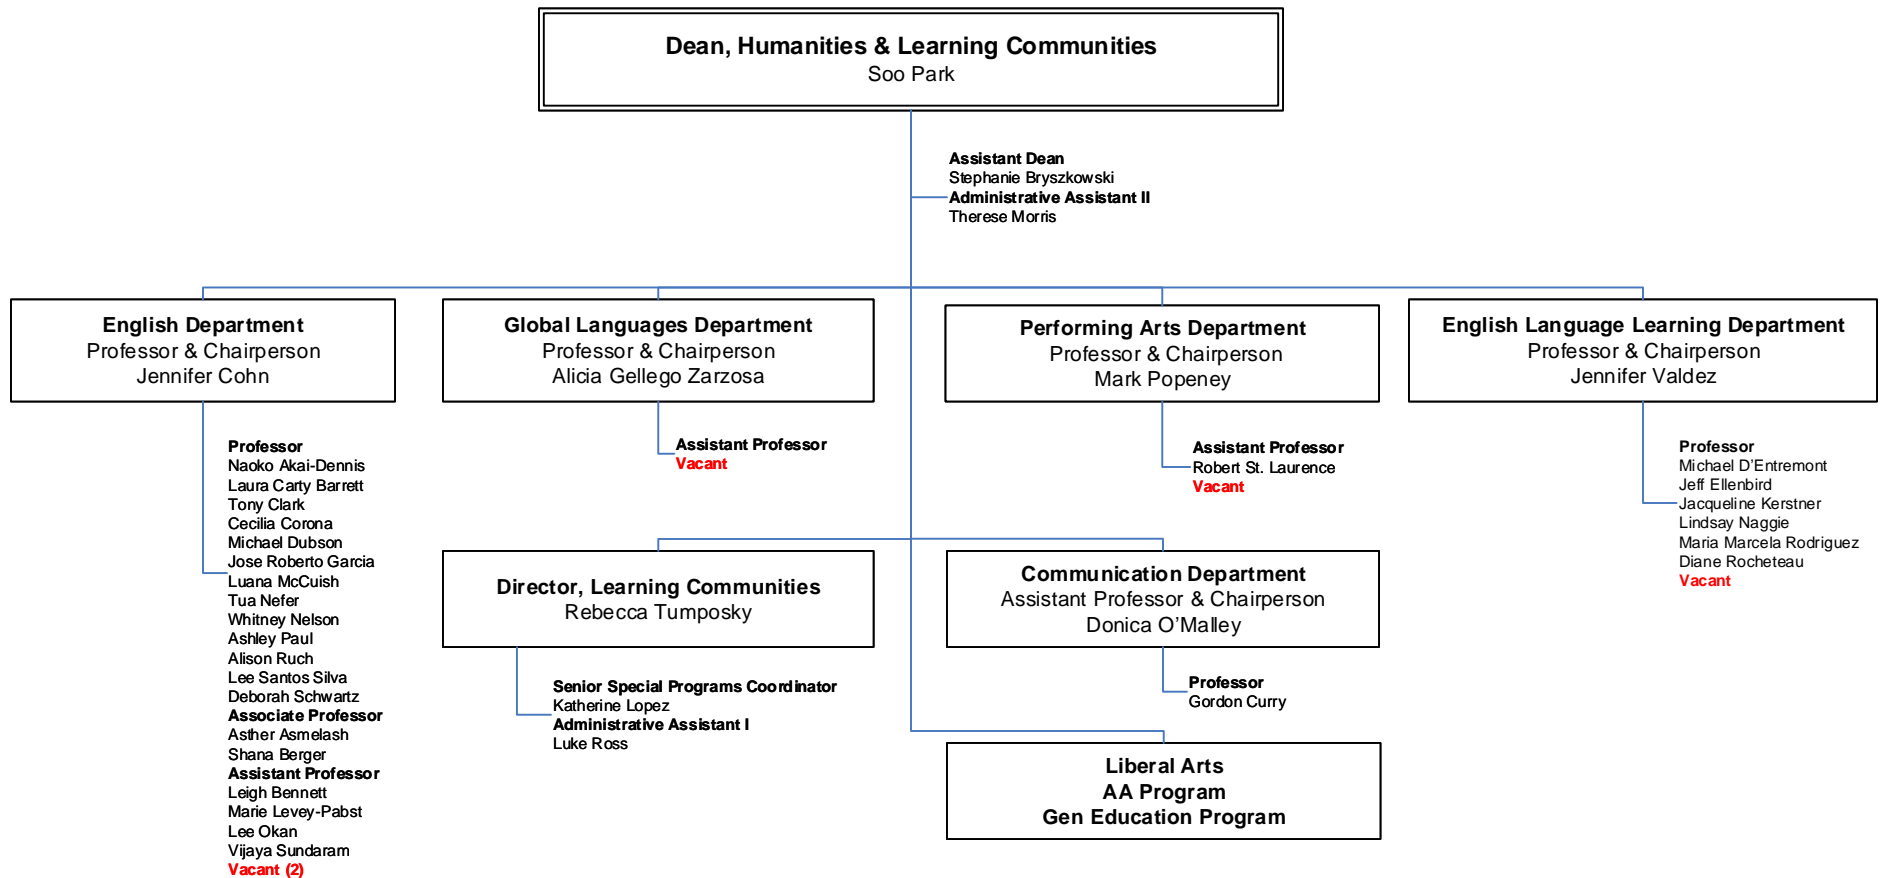 Dean, Humanities & Learning Communities
Soo Park
Assistant Dean
Stephanie Bryszkowski
Administrative Assistant II
Therese Morris
English Department
Professor & Chairperson
Jennifer Cohn
Global Languages Department
Professor & Chairperson
Alicia Gellego Zarzosa
Performing Arts Department
Professor & Chairperson
Mark Popeney
English Language Learning Department
Professor & Chairperson
Jennifer Valdez
Professor
Naoko Akai-Dennis
Laura Carty Barrett
Tony Clark
Cecilia Corona
Michael Dubson
Jose Roberto Garcia
Luana McCuish
Tua Nefer
Whitney Nelson
Ashley Paul
Alison Ruch
Lee Santos Silva
Deborah Schwartz
Associate Professor
Asther Asmelash
Shana Berger
Assistant Professor
Leigh Bennett
Marie Levey-Pabst
Lee Okan
Vijaya Sundaram
Vacant (2)
Assistant Professor
Vacant
Assistant Professor
Robert St. Laurence
Vacant
Professor
Michael D’Entremont
Jeff Ellenbird
Jacqueline Kerstner
Lindsay Naggie
Maria Marcela Rodriguez
Diane Rocheteau
Vacant
Director, Learning Communities
Rebecca Tumposky
Communication Department
Assistant Professor & Chairperson
Donica O’Malley
Senior Special Programs Coordinator
Katherine Lopez
Administrative Assistant I
Luke Ross
Professor
Gordon Curry
Liberal Arts
AA Program
Gen Education Program